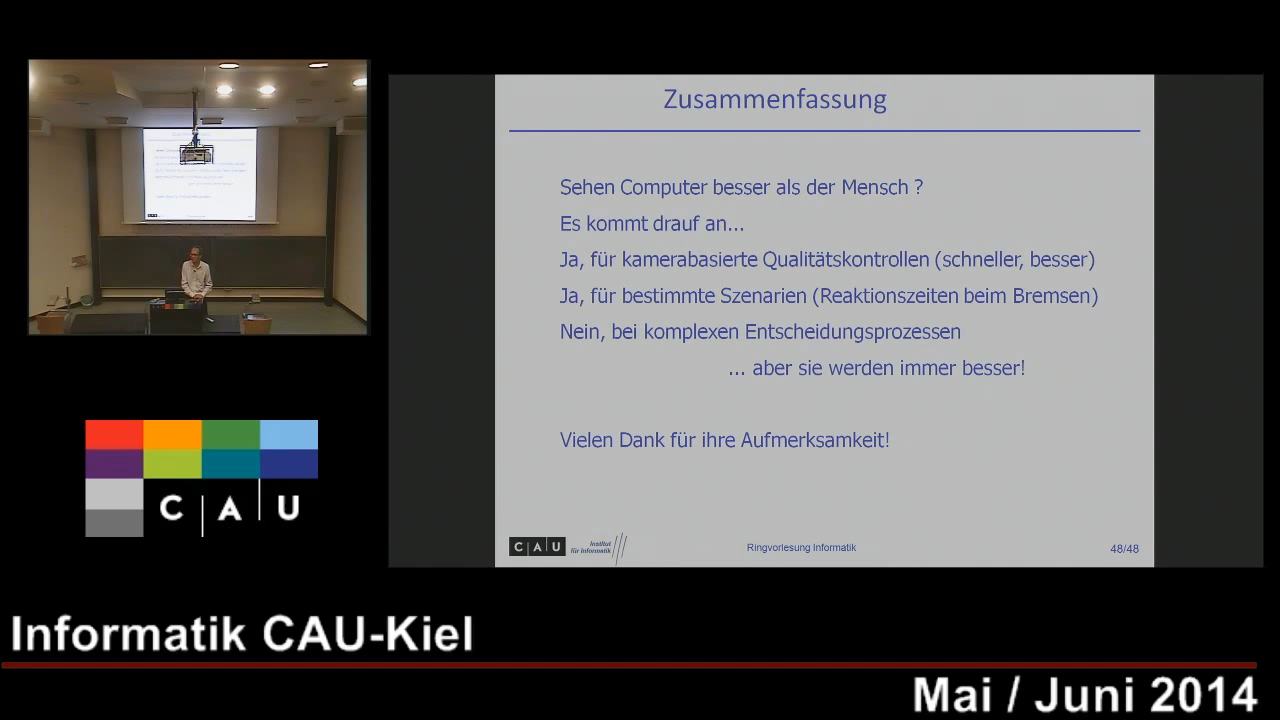 Zusammenfassung
Sehen Computer besser als der Mensch ?
Es kommt drauf an...
Ja, für kamerabasierte Qualitätskontrollen (schneller, besser)
Ja, für bestimmte Szenarien (Reaktionszeiten beim Bremsen)
Nein, bei komplexen Entscheidungsprozessen
... aber sie werden immer besser!
Vielen Dank für ihre Aufmerksamkeit!
C A U
Institut
für Informatik
Ringvorlesung Informatik
48/48
C A U
Informatik CAU-Kiel
Mai / Juni 2014